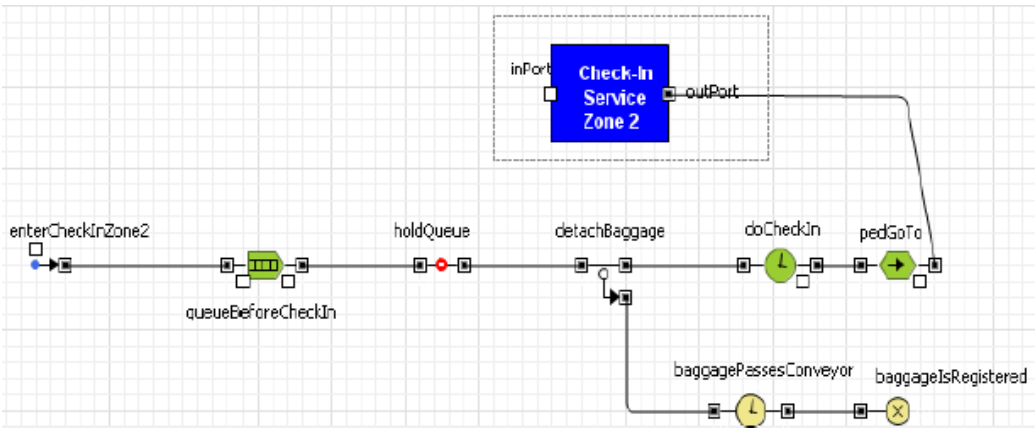 inPort
Check-In
Service
Zone 2
outPort
enterCheckInZone2
holdQueue
detachBaggage
doCheckIn
pedGoTo
queueBeforeCheckIn
baggagePassesConveyor
baggageIsRegistered